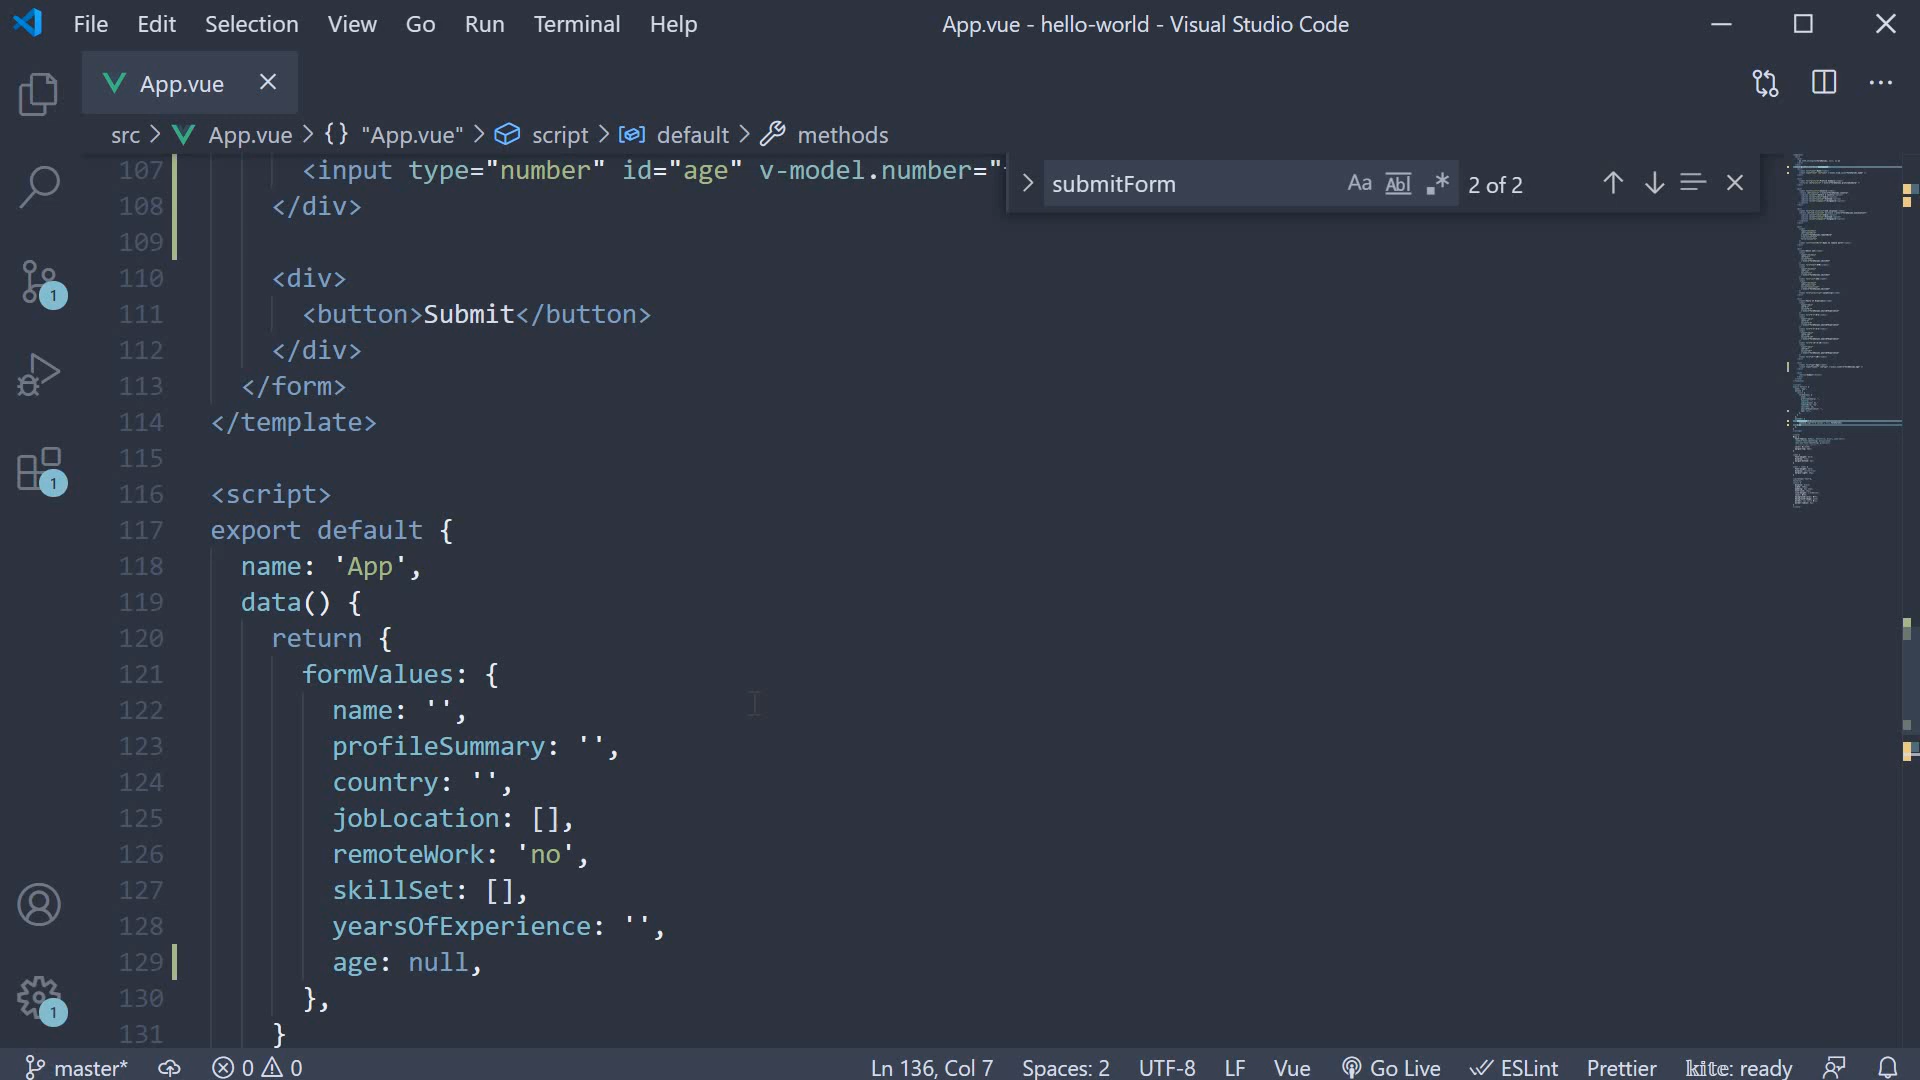 File Edit Selection View Go Run Terminal Help App.vue - hello-world - Visual Studio Code
App.vue
src > App.vue > {} "App.vue" > script > default > methods
107 <input type="number" id="age" v-model.number="
submitForm Aa Abl .* 2 of 2
108 </div>
109
110 <div>
111 <button>Submit</button>
112 </div>
113 </form>
114 </template>
115
116 <script>
117 export default {
118 name: 'App',
119 data() {
120 return {
121 formValues: {
122 name: '',
123 profileSummary: '',
124 country: '',
125 jobLocation: [],
126 remoteWork: 'no',
127 skillSet: [],
128 yearsOfExperience: '',
129 age: null,
130 },
131 }
1
1
1
master* 0 0 Ln 136, Col 7 Spaces: 2 UTF-8 LF Vue Go Live ESLint Prettier kite: ready